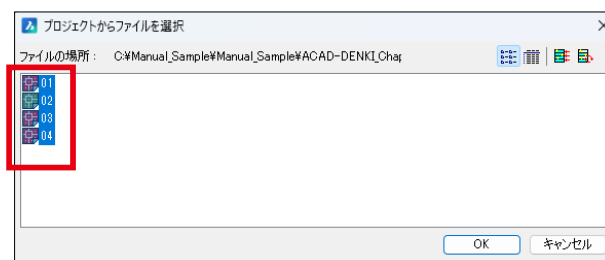 プロジェクトからファイルを選択
ファイルの場所： C:¥Manual_Sample¥Manual_Sample¥ACAD-DENKI_Chap
01
02
03
04
OK キャンセル